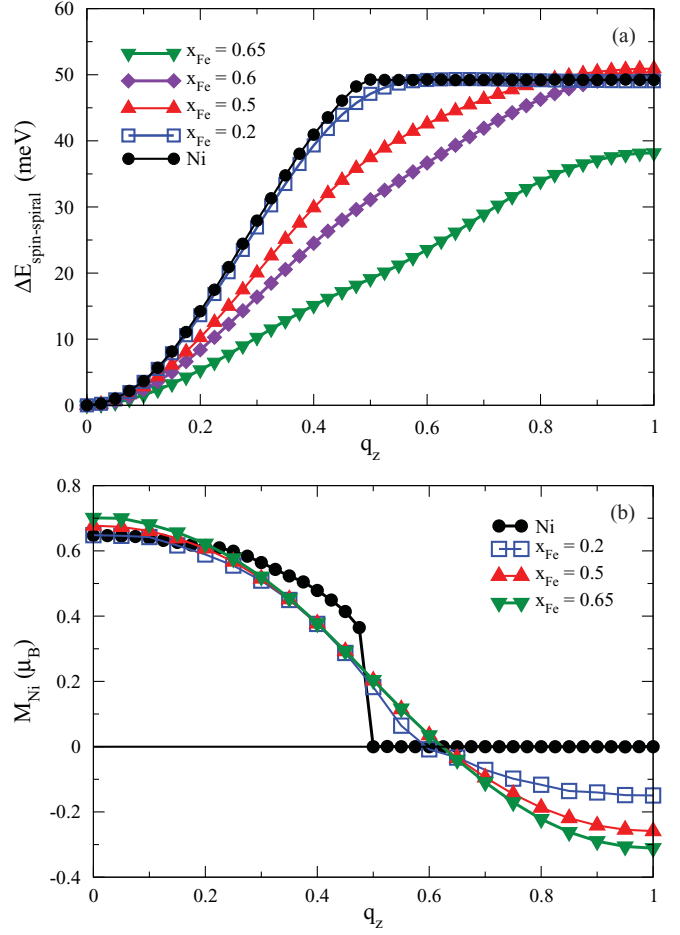 (a)
60
50
40
30
20
10
0
ΔE_spin-spiral (meV)
x_Fe = 0.65
x_Fe = 0.6
x_Fe = 0.5
x_Fe = 0.2
Ni
0 0.2 0.4 0.6 0.8 1
q_z
(b)
0.8
0.6
0.4
0.2
0
-0.2
-0.4
M_Ni (μ_B)
Ni
x_Fe = 0.2
x_Fe = 0.5
x_Fe = 0.65
0 0.2 0.4 0.6 0.8 1
q_z